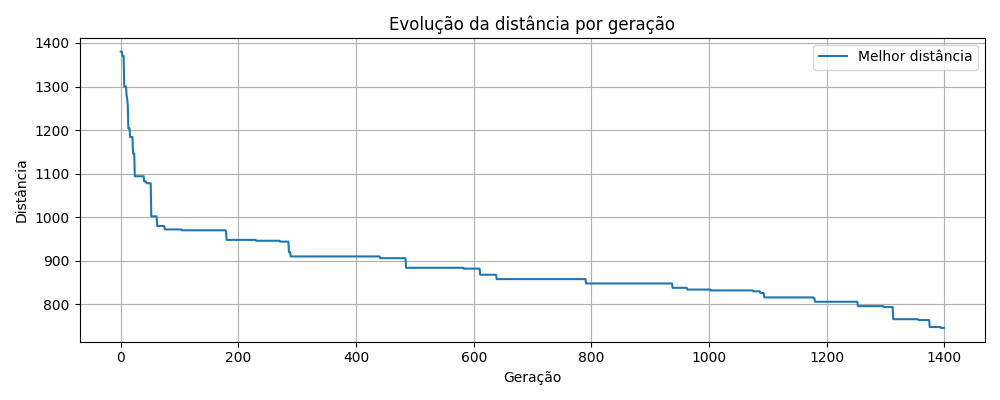 Evolução da distância por geração
Melhor distância
Distância
1400
1300
1200
1100
1000
900
800
0 200 400 600 800 1000 1200 1400
Geração